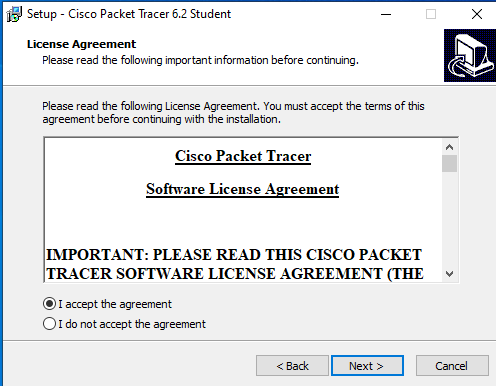 Setup - Cisco Packet Tracer 6.2 Student
License Agreement
Please read the following important information before continuing.
Please read the following License Agreement. You must accept the terms of this
agreement before continuing with the installation.
Cisco Packet Tracer
Software License Agreement
IMPORTANT: PLEASE READ THIS CISCO PACKET
TRACER SOFTWARE LICENSE AGREEMENT (THE
I accept the agreement
I do not accept the agreement
< Back
Next >
Cancel